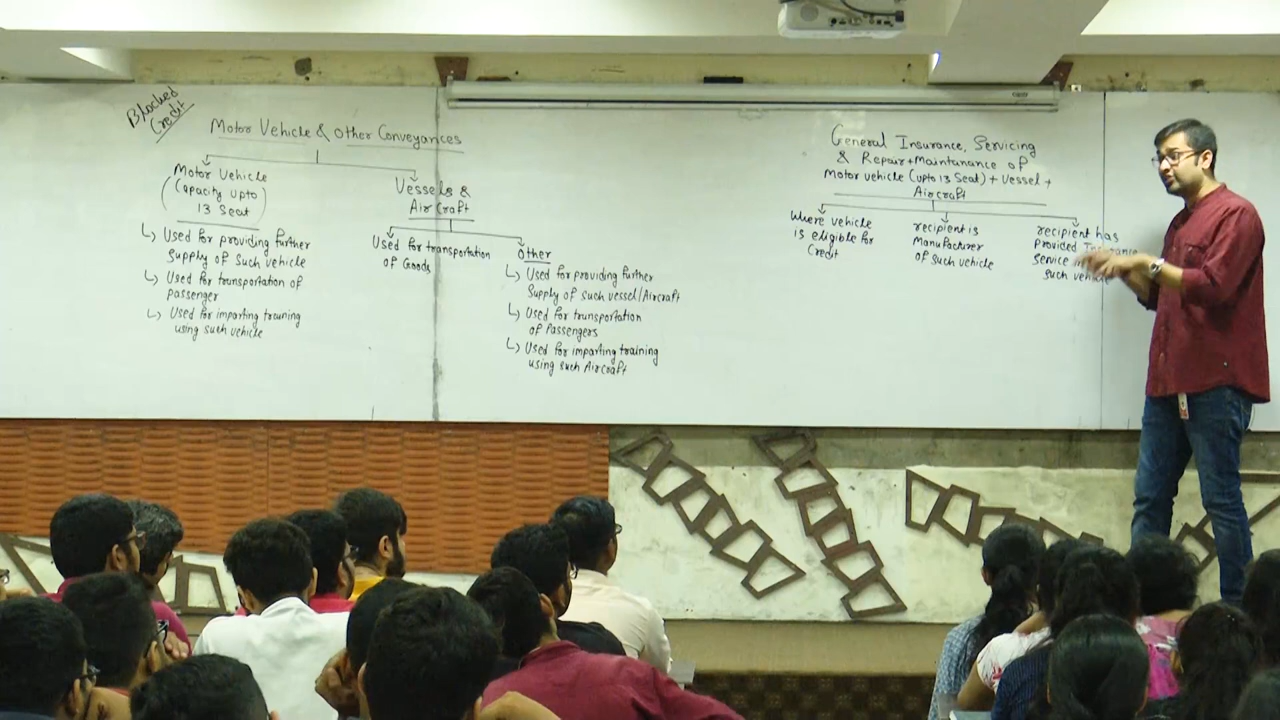 Blocked
Credit
Motor Vehicle & Other Conveyances
Motor Vehicle
(Capacity upto
13 Seat)
↳ Used for providing further
Supply of such vehicle
↳ Used for transportation of
passenger
↳ Used for imparting training
using such vehicle
Vessels &
Aircraft
Used for transportation
of Goods
Other
↳ Used for providing further
Supply of such vessel/Aircraft
↳ Used for transportation
of Passengers
↳ Used for imparting training
using such Aircraft
General Insurance, Servicing
& Repair+Maintanance of
Motor vehicle (upto 13 Seat) + Vessel +
Aircraft
Where vehicle
is eligible for
Credit
recipient is
Manufacturer
of Such vehicle
recipient has
Provided Insurance
Service
Such vehicle